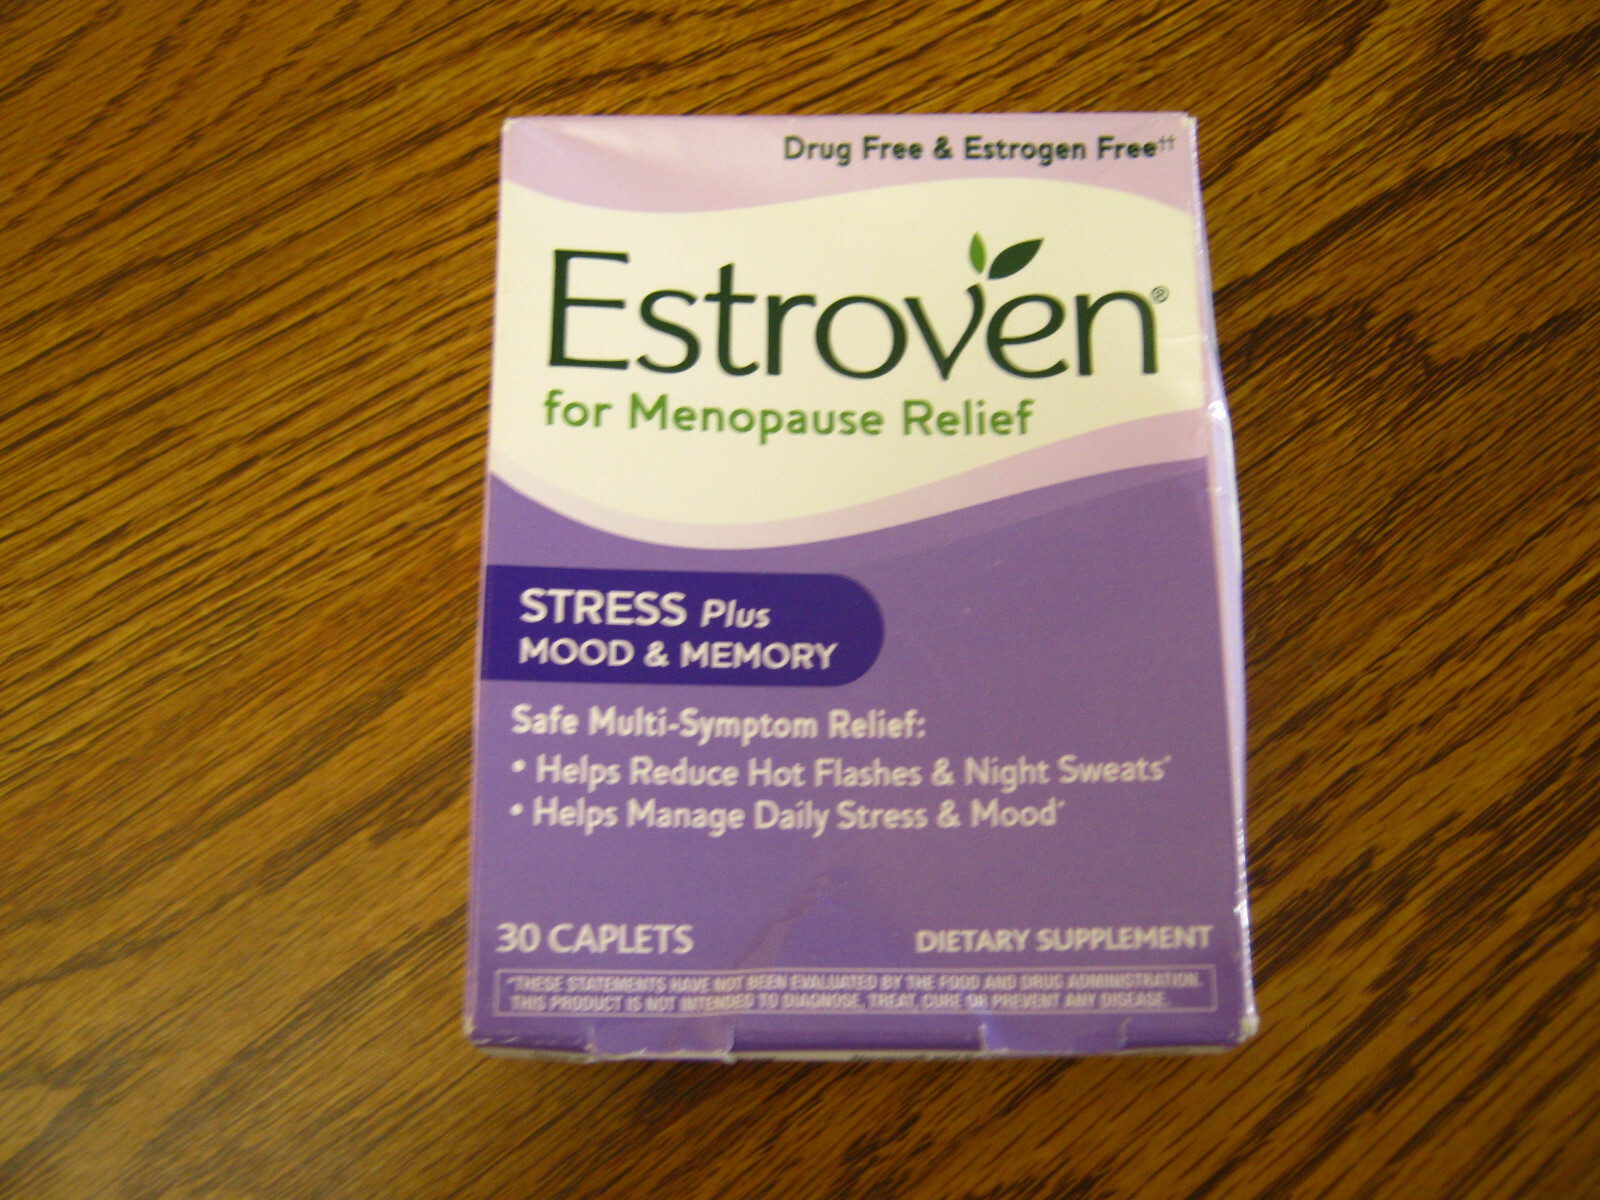 Drug Free & Estrogen Free††
Estroven®
for Menopause Relief
STRESS Plus
MOOD & MEMORY
Safe Multi-Symptom Relief:
• Helps Reduce Hot Flashes & Night Sweats*
• Helps Manage Daily Stress & Mood*
30 CAPLETS
DIETARY SUPPLEMENT
*THESE STATEMENTS HAVE NOT BEEN EVALUATED BY THE FOOD AND DRUG ADMINISTRATION.
THIS PRODUCT IS NOT INTENDED TO DIAGNOSE, TREAT, CURE OR PREVENT ANY DISEASE.